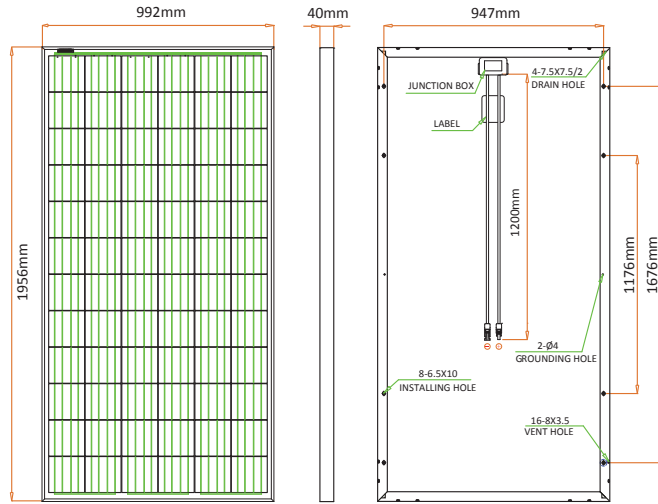 992mm
40mm
947mm
4-7.5X7.5/2
DRAIN HOLE
JUNCTION BOX
LABEL
1956mm
1200mm
1176mm
1676mm
2-Ø4
GROUNDING HOLE
8-6.5X10
INSTALLING HOLE
16-8X3.5
VENT HOLE